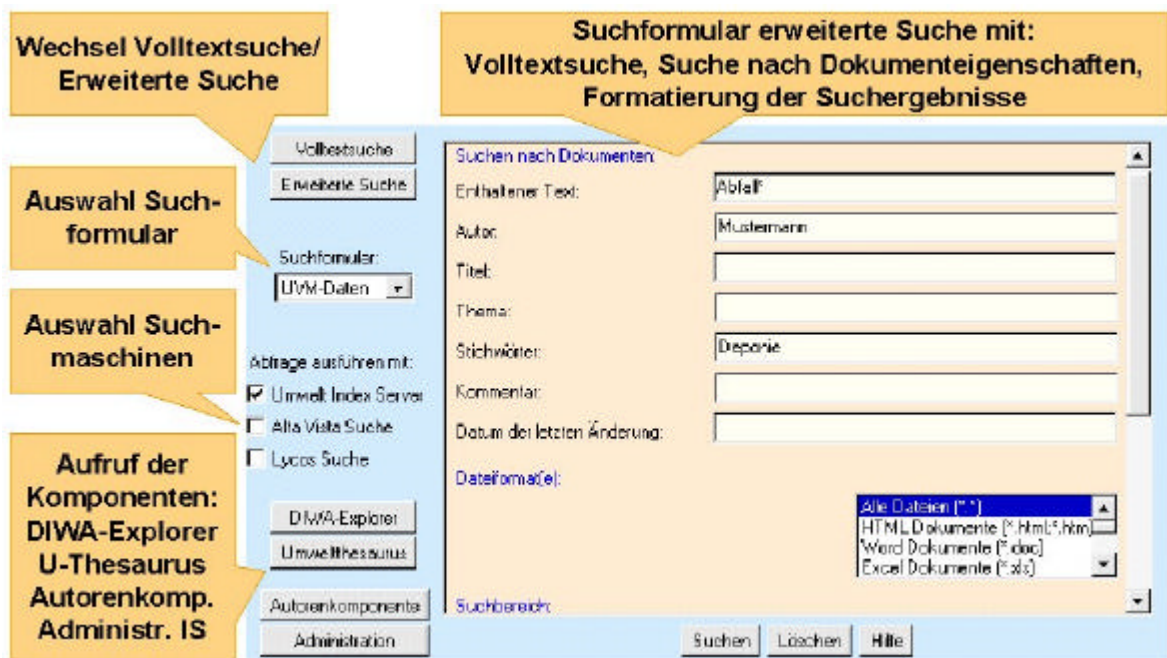 Wechsel Volltextsuche/
Erweiterte Suche
Suchformular erweiterte Suche mit:
Volltextsuche, Suche nach Dokumenteigenschaften,
Formatierung der Suchergebnisse
Auswahl Such-
formular
Auswahl Such-
maschinen
Aufruf der
Komponenten:
DIWA-Explorer
U-Thesaurus
Autorenkomp.
Administr. IS
Volltextsuche
Erweiterte Suche
Suchformular:
UVM-Daten
Abfrage ausführen mit:
Umwelt Index Server
Alta Vista Suche
Lycos Suche
DIWA-Explorer
Umweltthesaurus
Autorenkomponente
Administration
Suchen nach Dokumenten:
Enthaltener Text: Abfall*
Autor: Mustermann
Titel:
Thema:
Stichwörter: Deponie
Kommentar:
Datum der letzten Änderung:
Dateiformat(e):
Alle Dateien (*.*)
HTML Dokumente (*.html;*.htm)
Word Dokumente (*.doc)
Excel Dokumente (*.xls)
Suchbereich:
Suchen Löschen Hilfe